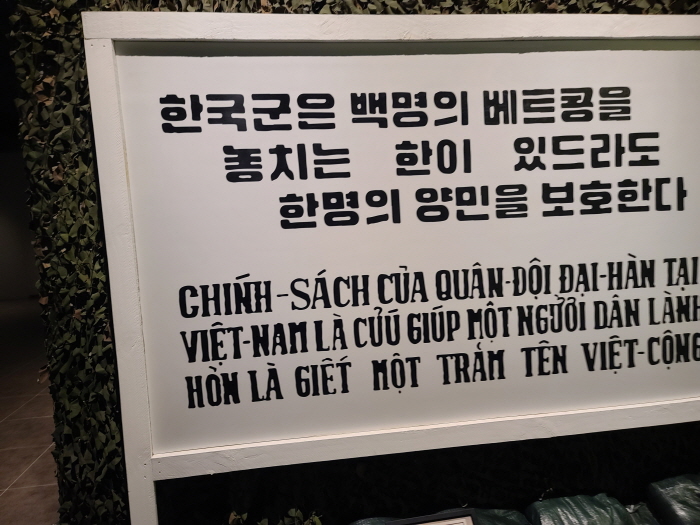 한국군은 백명의 베트콩을
놓치는 한이 있드라도
한명의 양민을 보호한다
CHÍNH-SÁCH CỦA QUÂN-ĐỘI ĐẠI-HÀN TẠI
VIỆT-NAM LÀ CỨU GIÚP MỘT NGƯỜI DÂN LÀNH
HƠN LÀ GIẾT MỘT TRĂM TÊN VIỆT-CỘNG